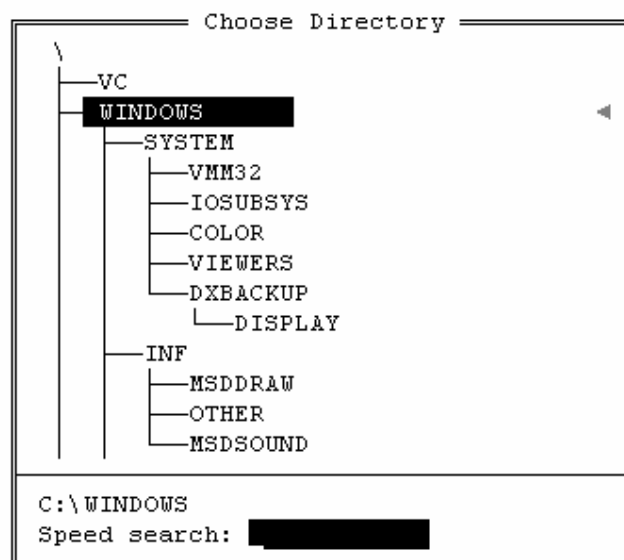 Choose Directory
\
VC
WINDOWS
SYSTEM
VMM32
IOSUBSYS
COLOR
VIEWERS
DXBACKUP
DISPLAY
INF
MSDDRAW
OTHER
MSDSOUND
C:\WINDOWS
Speed search: